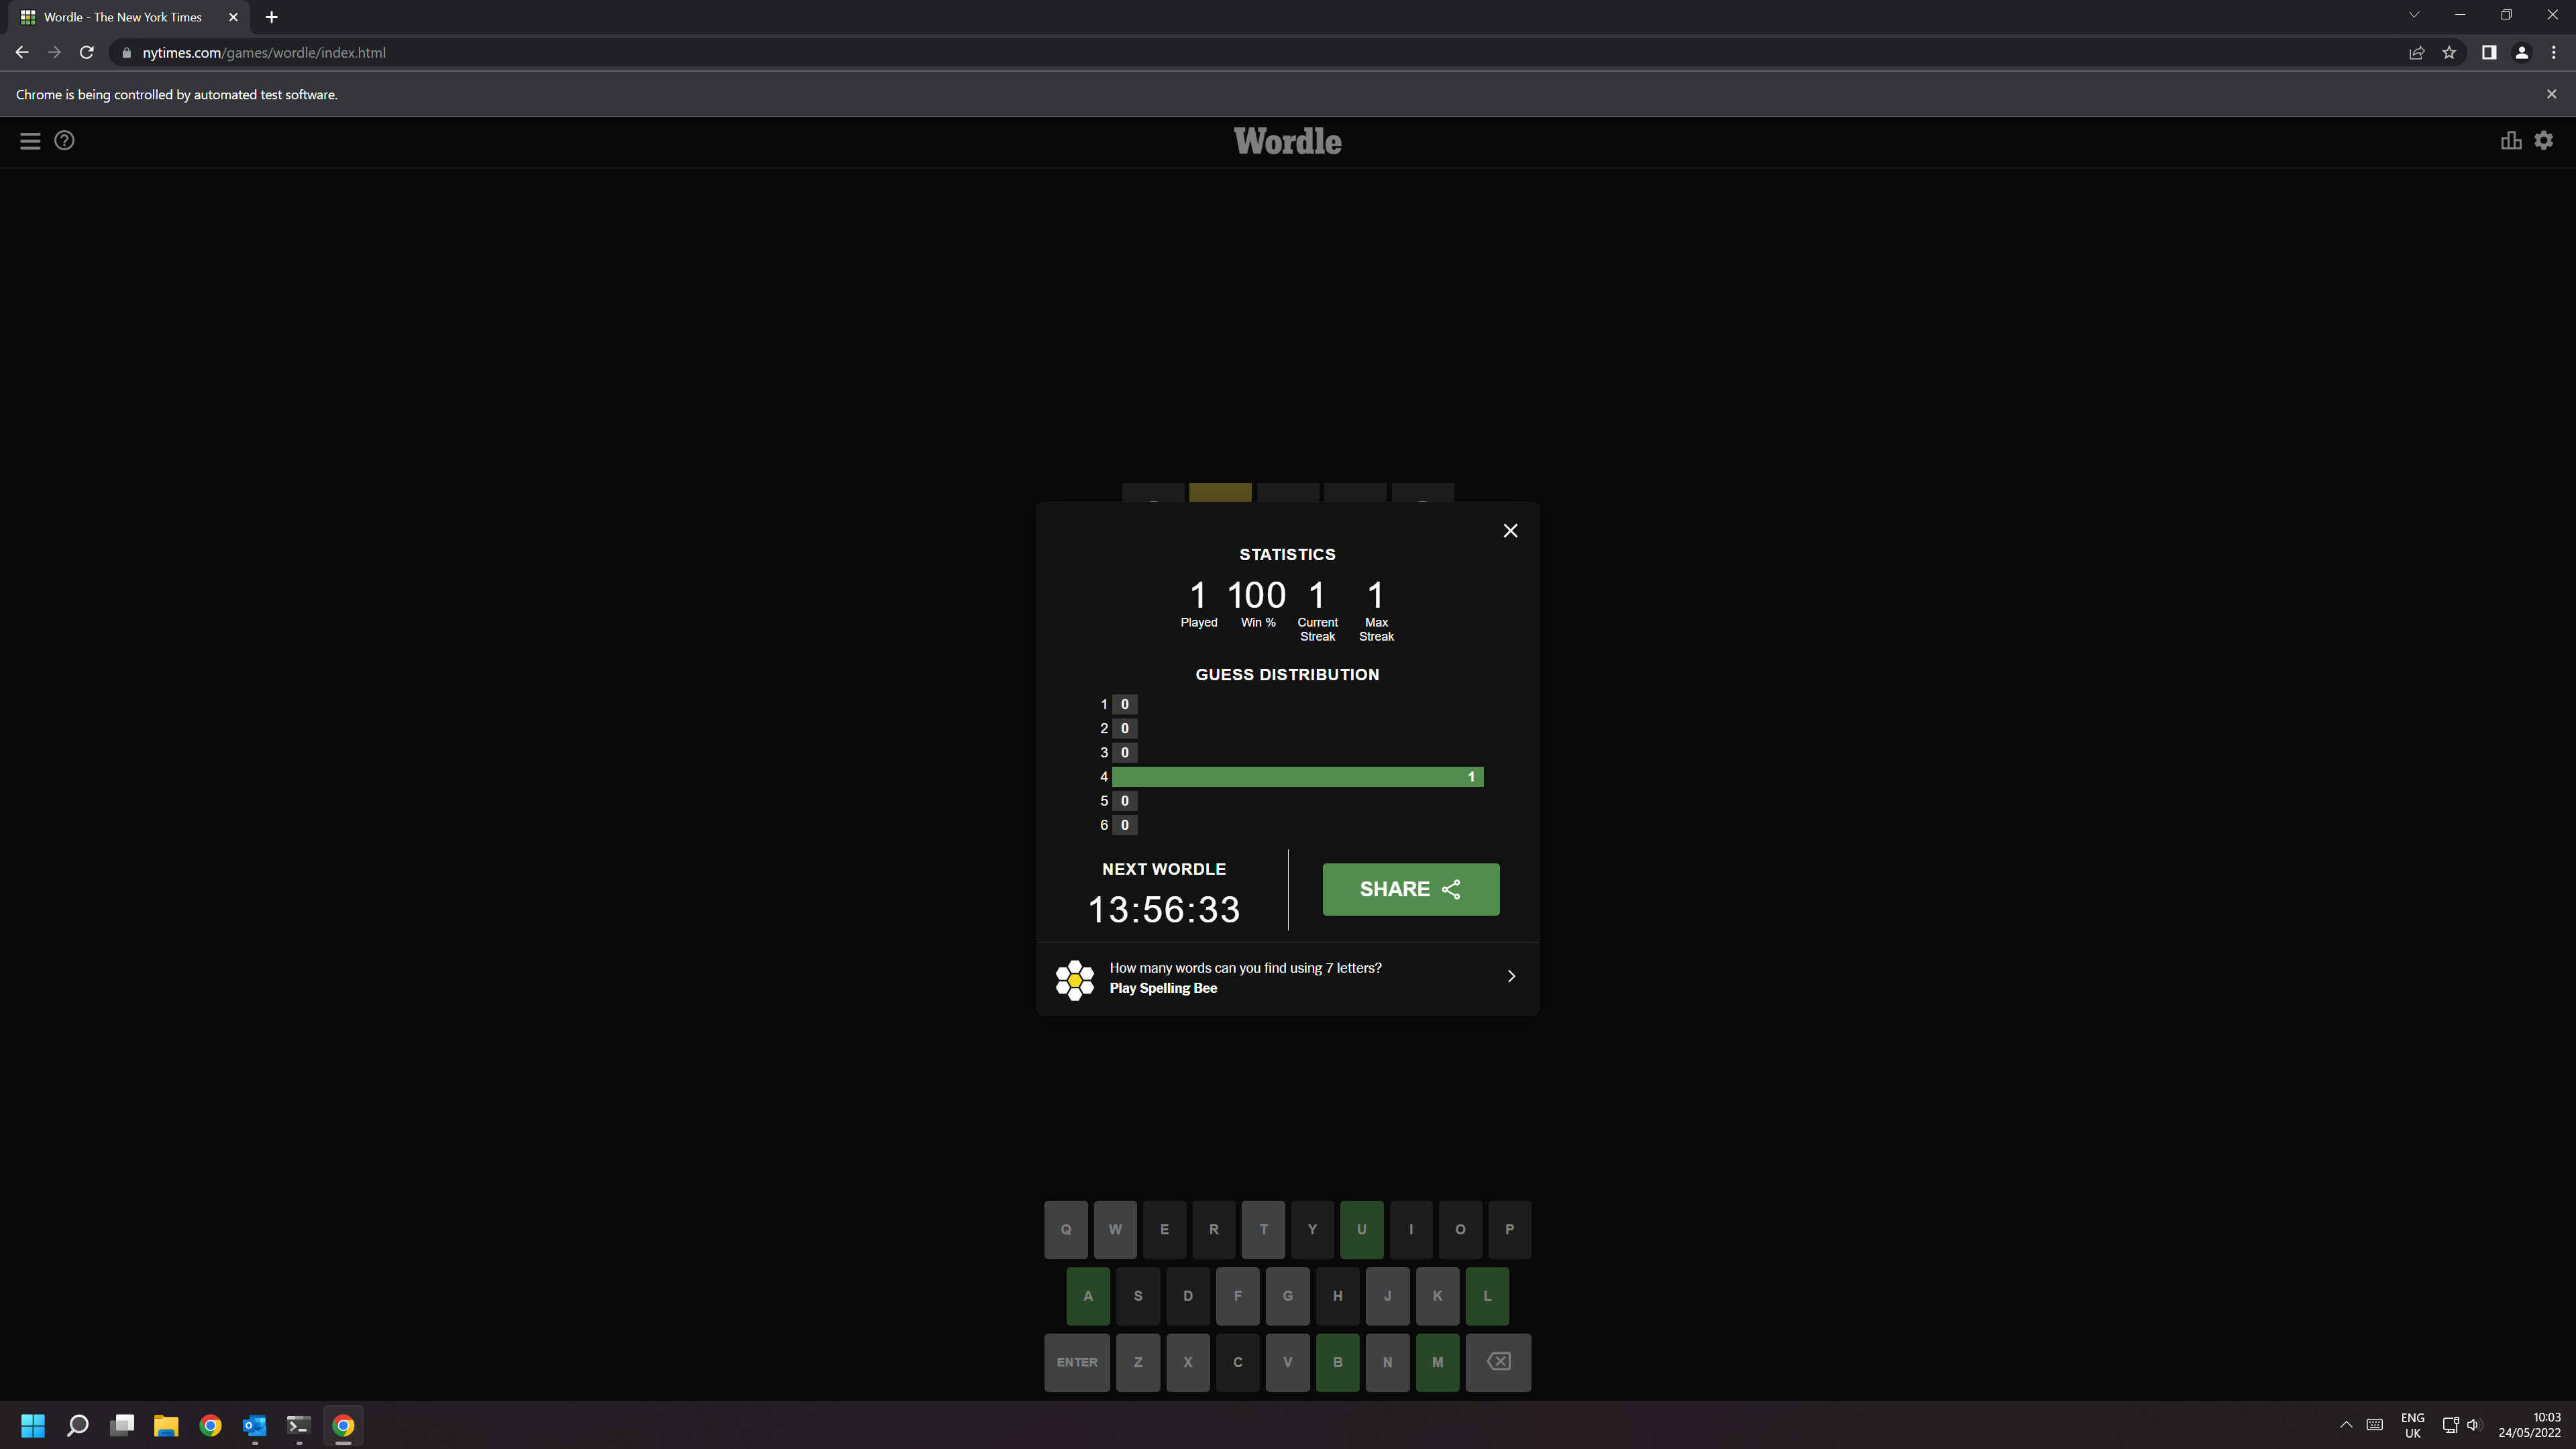 Wordle - The New York Times
nytimes.com/games/wordle/index.html
Chrome is being controlled by automated test software.
Wordle
STATISTICS
1 100 1 1
Played Win % Current Max
Streak Streak
GUESS DISTRIBUTION
1 0
2 0
3 0
4 1
5 0
6 0
NEXT WORDLE
13:56:33
SHARE
How many words can you find using 7 letters?
Play Spelling Bee
Q W E R T Y U I O P
A S D F G H J K L
ENTER Z X C V B N M
ENG 10:03
UK 24/05/2022